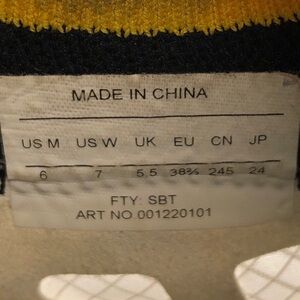 MADE IN CHINA
US M US W UK EU CN JP
6 7 5.5 38⅔ 245 24
FTY: SBT
ART NO 001220101